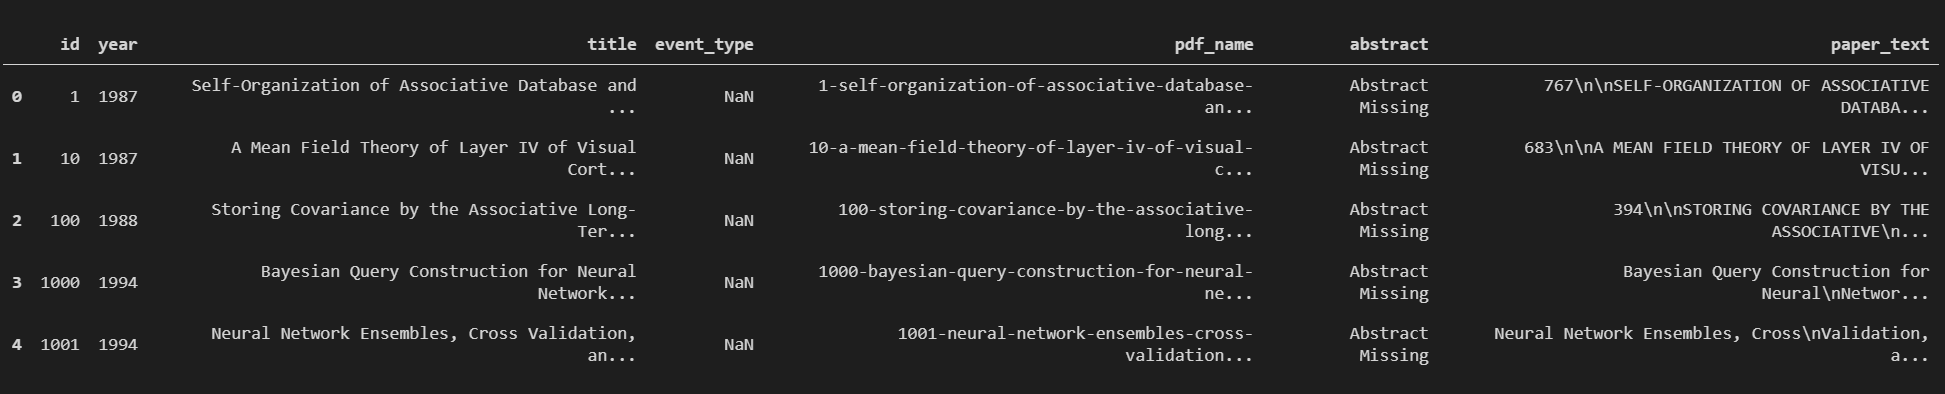 id year title event_type pdf_name abstract paper_text
Self-Organization of Associative Database and 1-self-organization-of-associative-database- Abstract 767\n\nSELF-ORGANIZATION OF ASSOCIATIVE
0 1 1987 NaN
... an... Missing DATABA...
A Mean Field Theory of Layer IV of Visual 10-a-mean-field-theory-of-layer-iv-of-visual- Abstract 683\n\nA MEAN FIELD THEORY OF LAYER IV OF
1 10 1987 NaN
Cort... c... Missing VISU...
Storing Covariance by the Associative Long- 100-storing-covariance-by-the-associative- Abstract 394\n\nSTORING COVARIANCE BY THE
2 100 1988 NaN
Ter... long... Missing ASSOCIATIVE\n...
Bayesian Query Construction for Neural 1000-bayesian-query-construction-for-neural- Abstract Bayesian Query Construction for
3 1000 1994 NaN
Network... ne... Missing Neural\nNetwor...
Neural Network Ensembles, Cross Validation, 1001-neural-network-ensembles-cross- Abstract Neural Network Ensembles, Cross\nValidation,
4 1001 1994 NaN
an... validation... Missing a...